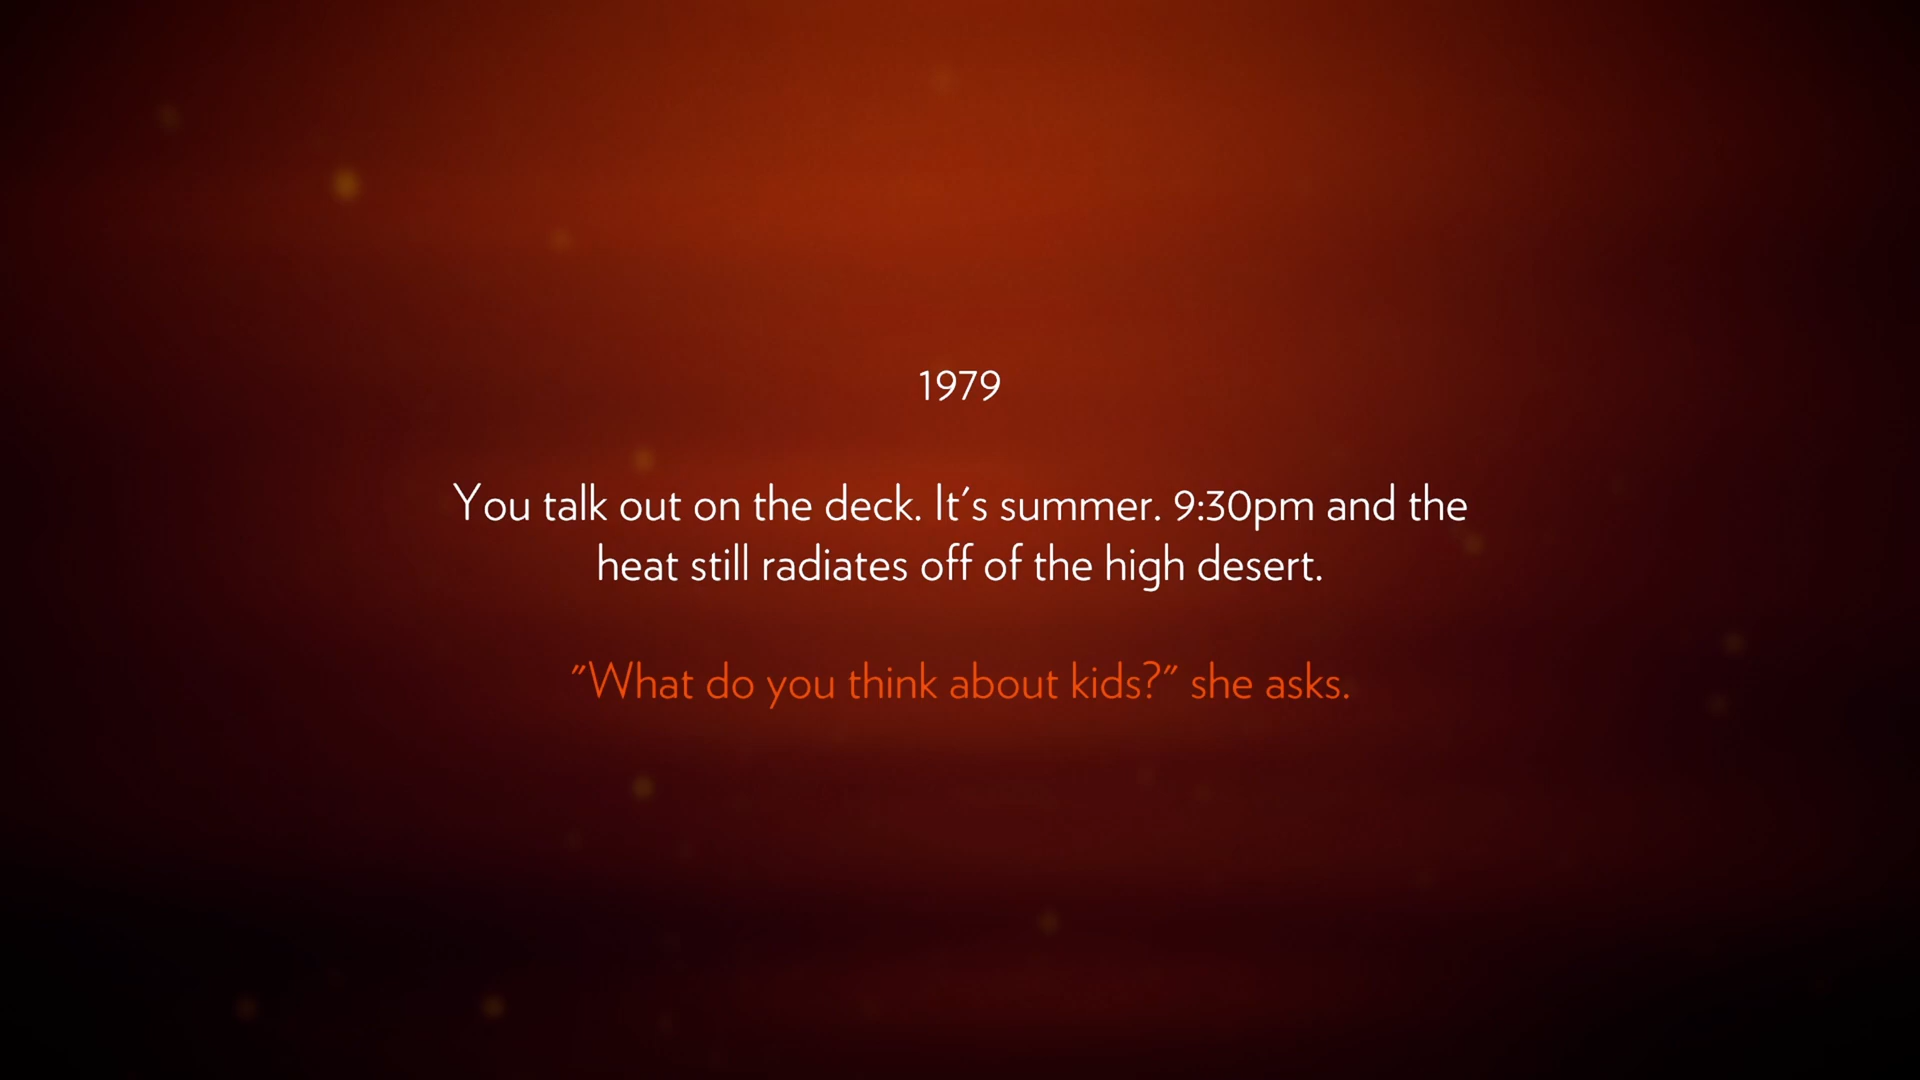 1979
You talk out on the deck. It's summer. 9:30pm and the
heat still radiates off of the high desert.
"What do you think about kids?" she asks.